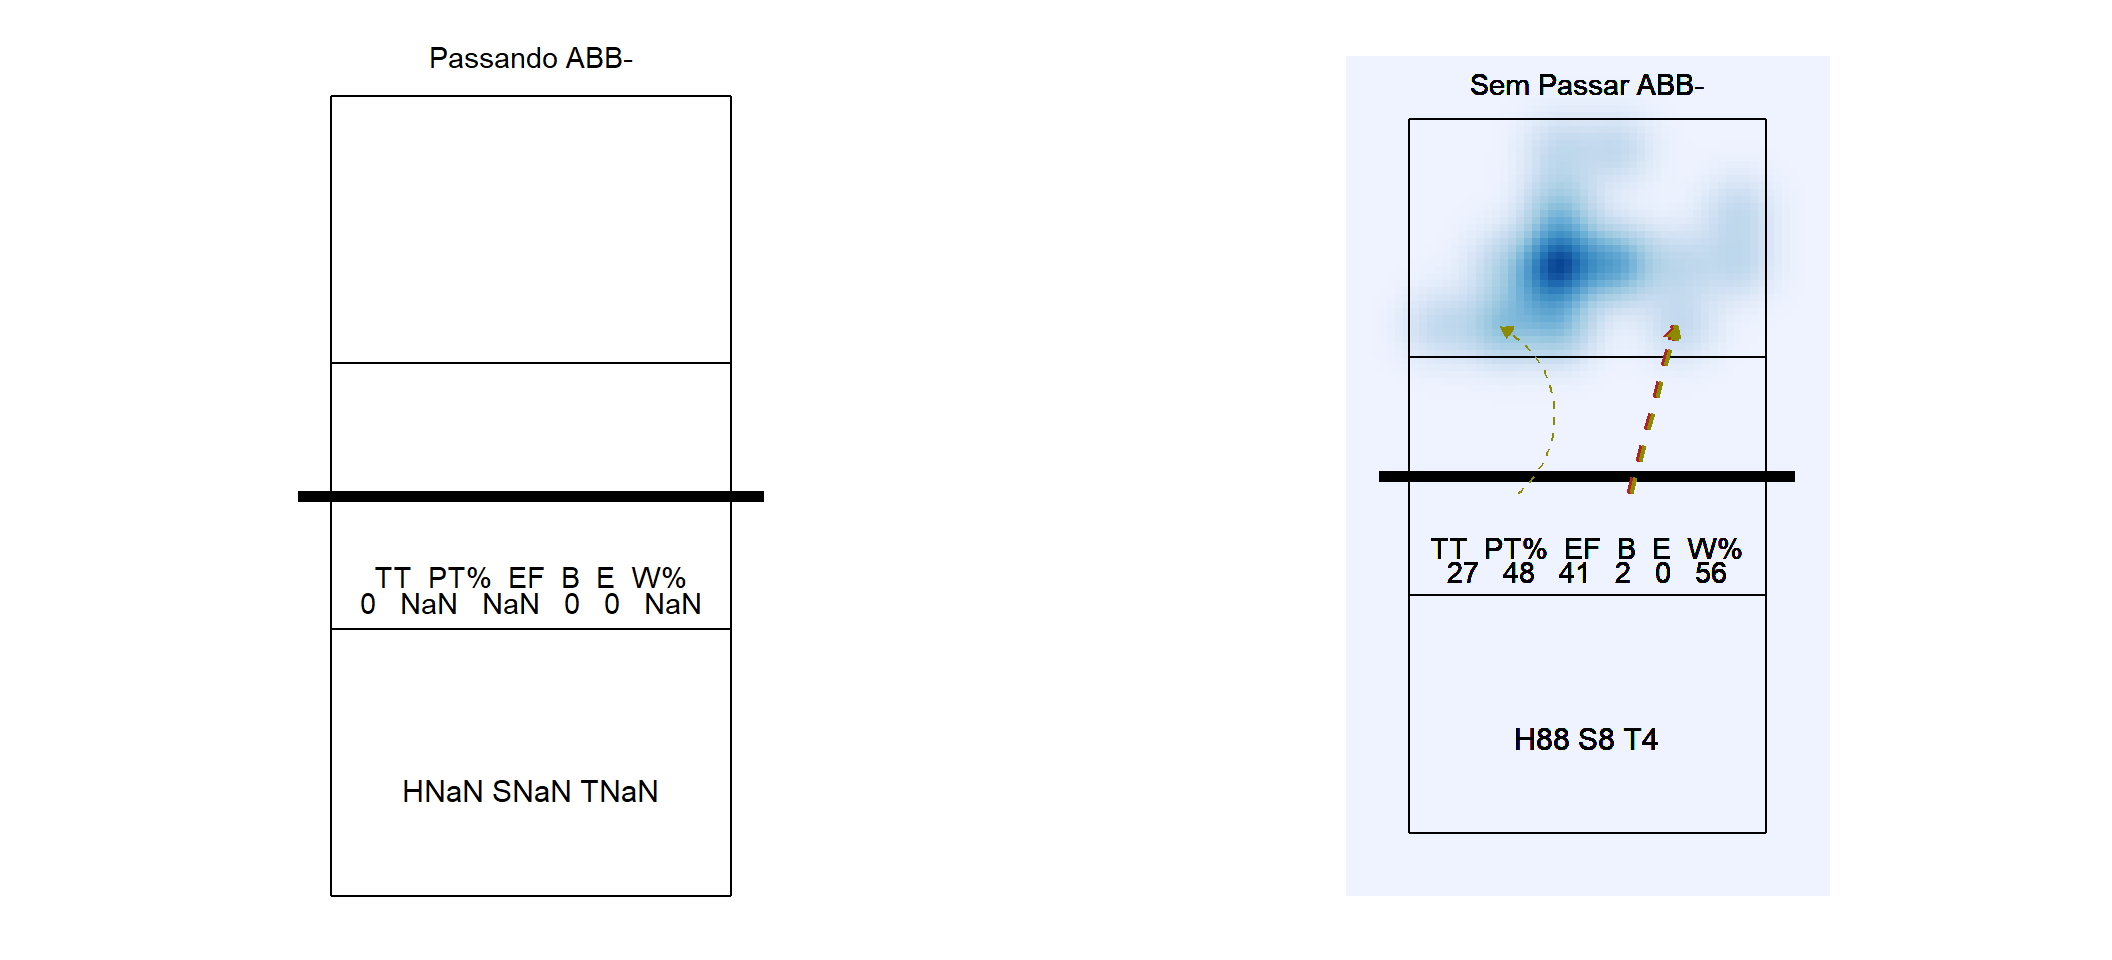 Passando ABB-
TT PT% EF B E W%
0 NaN NaN 0 0 NaN
HNaN SNaN TNaN
Sem Passar ABB-
TT PT% EF B E W%
27 48 41 2 0 56
H88 S8 T4